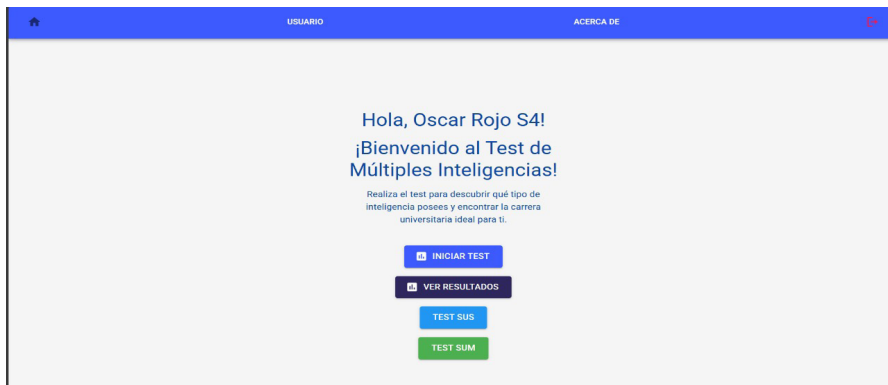 USUARIO
ACERCA DE
Hola, Oscar Rojo S4!
¡Bienvenido al Test de
Múltiples Inteligencias!
Realiza el test para descubrir qué tipo de
inteligencia posees y encontrar la carrera
universitaria ideal para ti.
INICIAR TEST
VER RESULTADOS
TEST SUS
TEST SUM